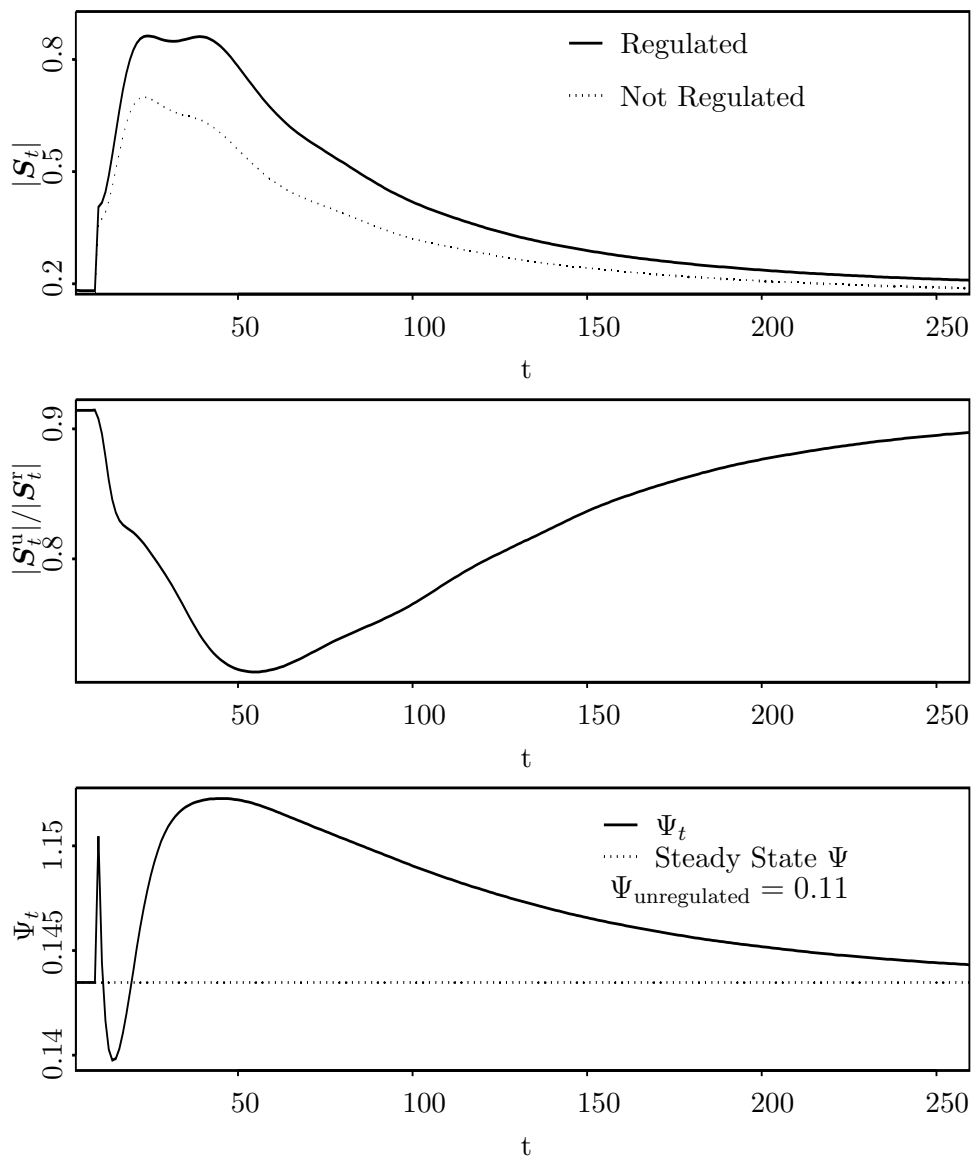 Regulated
Not Regulated
|S_t|
0.8
0.5
0.2
50 100 150 200 250
t
|S_t^u|/|S_t^r|
0.9
0.8
50 100 150 200 250
t
Ψ_t
Steady State Ψ
Ψ_unregulated = 0.11
Ψ_t
1.15
0.145
0.14
50 100 150 200 250
t